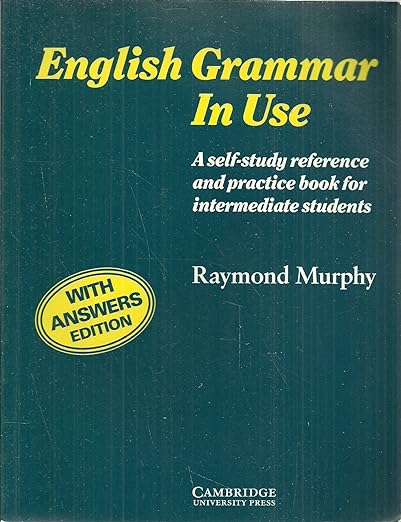 English Grammar
In Use
A self-study reference
and practice book for
intermediate students
Raymond Murphy
WITH
ANSWERS
EDITION
CAMBRIDGE
UNIVERSITY PRESS